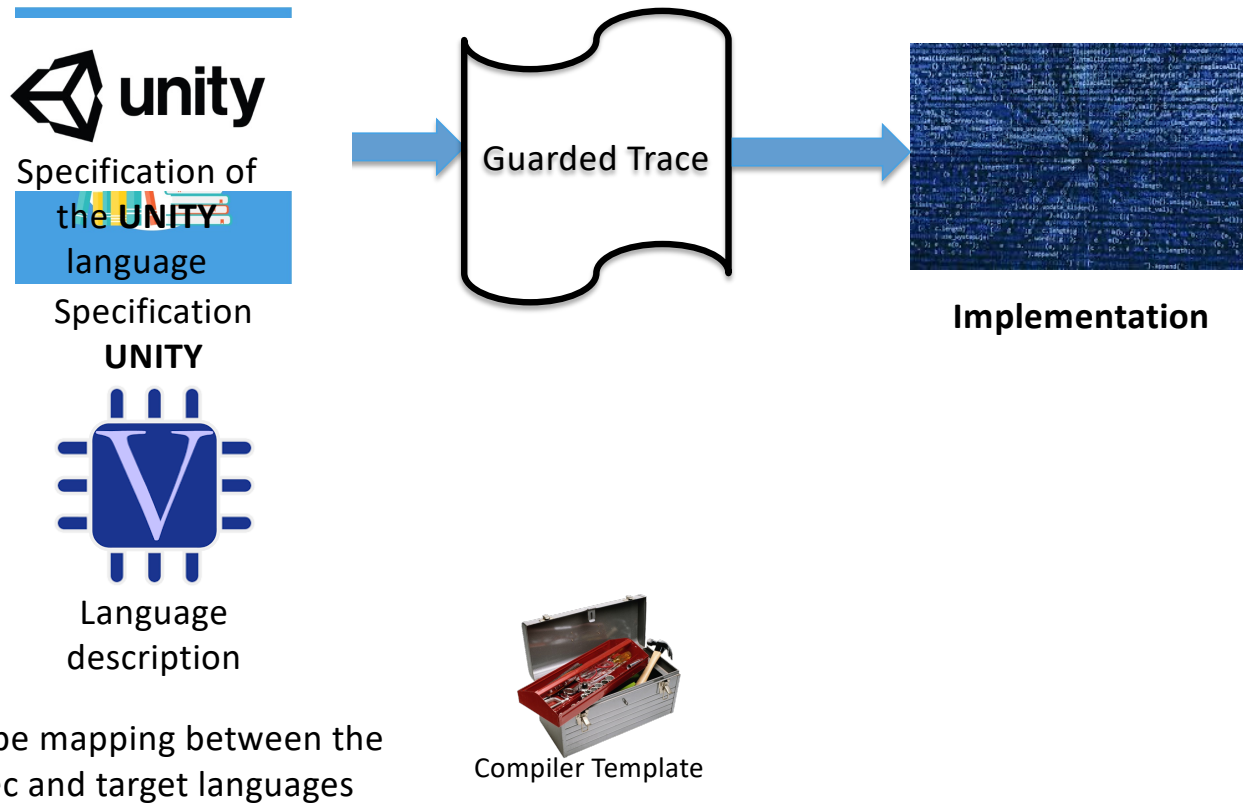 unity
Specification of
the UNITY
language
Specification
UNITY
V
Language
description
pe mapping between the
ec and target languages
Guarded Trace
Compiler Template
Implementation